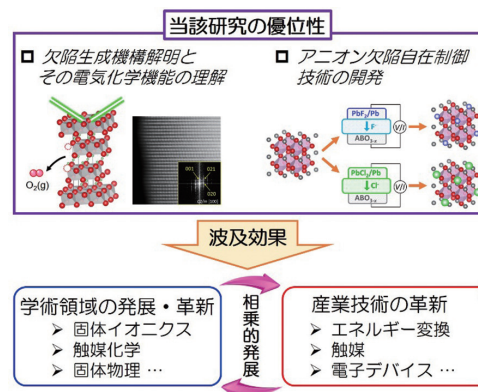 当該研究の優位性
欠陥生成機構解明と
その電気化学機能の理解
アニオン欠陥自在制御
技術の開発
O₂(g)
001
021
020
PbF₂/Pb
F⁻
ABO₃₋ₓ
V/I
PbCl₂/Pb
Cl⁻
ABO₃₋ₓ
V/I
波及効果
学術領域の発展・革新
➢ 固体イオニクス
➢ 触媒化学
➢ 固体物理 …
相乗的発展
産業技術の革新
➢ エネルギー変換
➢ 触媒
➢ 電子デバイス …